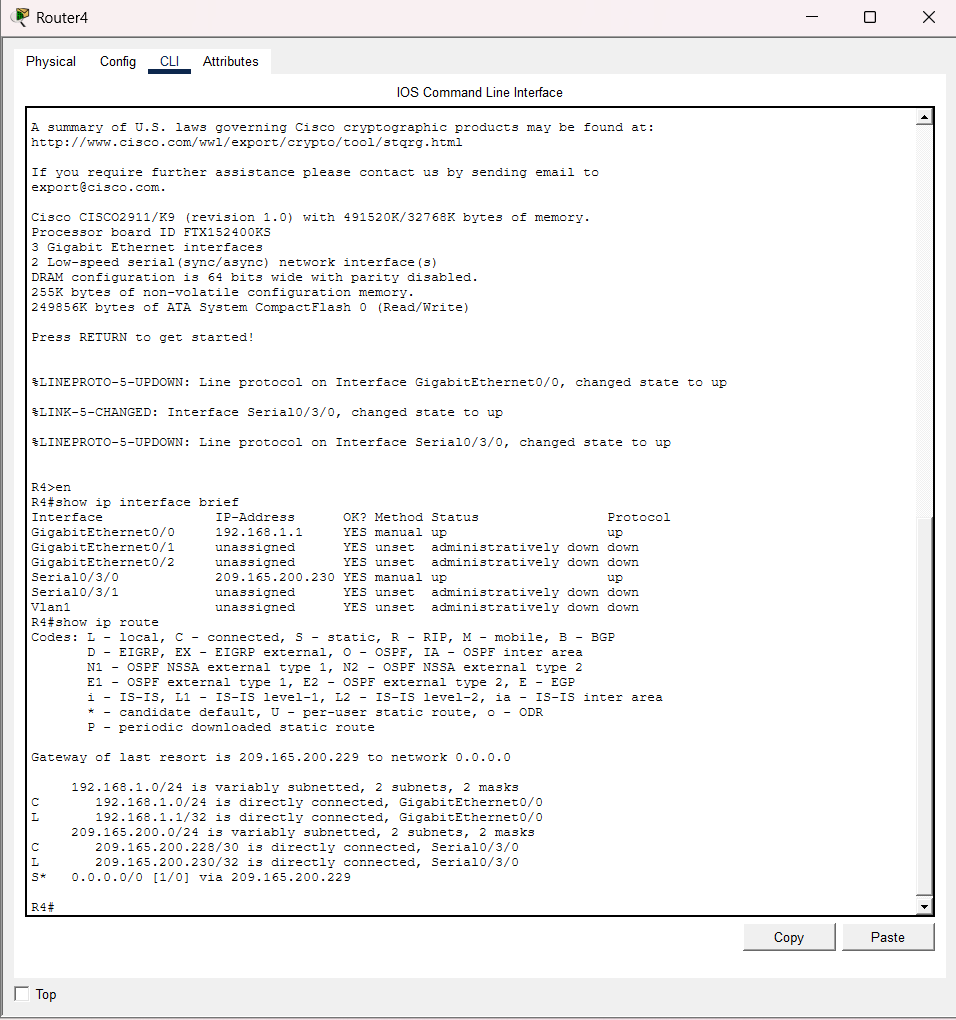 Router4
Physical Config CLI Attributes
IOS Command Line Interface
A summary of U.S. laws governing Cisco cryptographic products may be found at:
http://www.cisco.com/wwl/export/crypto/tool/stqrg.html
If you require further assistance please contact us by sending email to
export@cisco.com.
Cisco CISCO2911/K9 (revision 1.0) with 491520K/32768K bytes of memory.
Processor board ID FTX152400KS
3 Gigabit Ethernet interfaces
2 Low-speed serial(sync/async) network interface(s)
DRAM configuration is 64 bits wide with parity disabled.
255K bytes of non-volatile configuration memory.
249856K bytes of ATA System CompactFlash 0 (Read/Write)
Press RETURN to get started!
%LINEPROTO-5-UPDOWN: Line protocol on Interface GigabitEthernet0/0, changed state to up
%LINK-5-CHANGED: Interface Serial0/3/0, changed state to up
%LINEPROTO-5-UPDOWN: Line protocol on Interface Serial0/3/0, changed state to up
R4>en
R4#show ip interface brief
Interface              IP-Address      OK? Method Status                Protocol
GigabitEthernet0/0     192.168.1.1     YES manual up                    up
GigabitEthernet0/1     unassigned      YES unset  administratively down down
GigabitEthernet0/2     unassigned      YES unset  administratively down down
Serial0/3/0            209.165.200.230 YES manual up                    up
Serial0/3/1            unassigned      YES unset  administratively down down
Vlan1                  unassigned      YES unset  administratively down down
R4#show ip route
Codes: L - local, C - connected, S - static, R - RIP, M - mobile, B - BGP
       D - EIGRP, EX - EIGRP external, O - OSPF, IA - OSPF inter area
       N1 - OSPF NSSA external type 1, N2 - OSPF NSSA external type 2
       E1 - OSPF external type 1, E2 - OSPF external type 2, E - EGP
       i - IS-IS, L1 - IS-IS level-1, L2 - IS-IS level-2, ia - IS-IS inter area
       * - candidate default, U - per-user static route, o - ODR
       P - periodic downloaded static route
Gateway of last resort is 209.165.200.229 to network 0.0.0.0
     192.168.1.0/24 is variably subnetted, 2 subnets, 2 masks
C       192.168.1.0/24 is directly connected, GigabitEthernet0/0
L       192.168.1.1/32 is directly connected, GigabitEthernet0/0
     209.165.200.0/24 is variably subnetted, 2 subnets, 2 masks
C       209.165.200.228/30 is directly connected, Serial0/3/0
L       209.165.200.230/32 is directly connected, Serial0/3/0
S*   0.0.0.0/0 [1/0] via 209.165.200.229
R4#
Copy Paste
Top